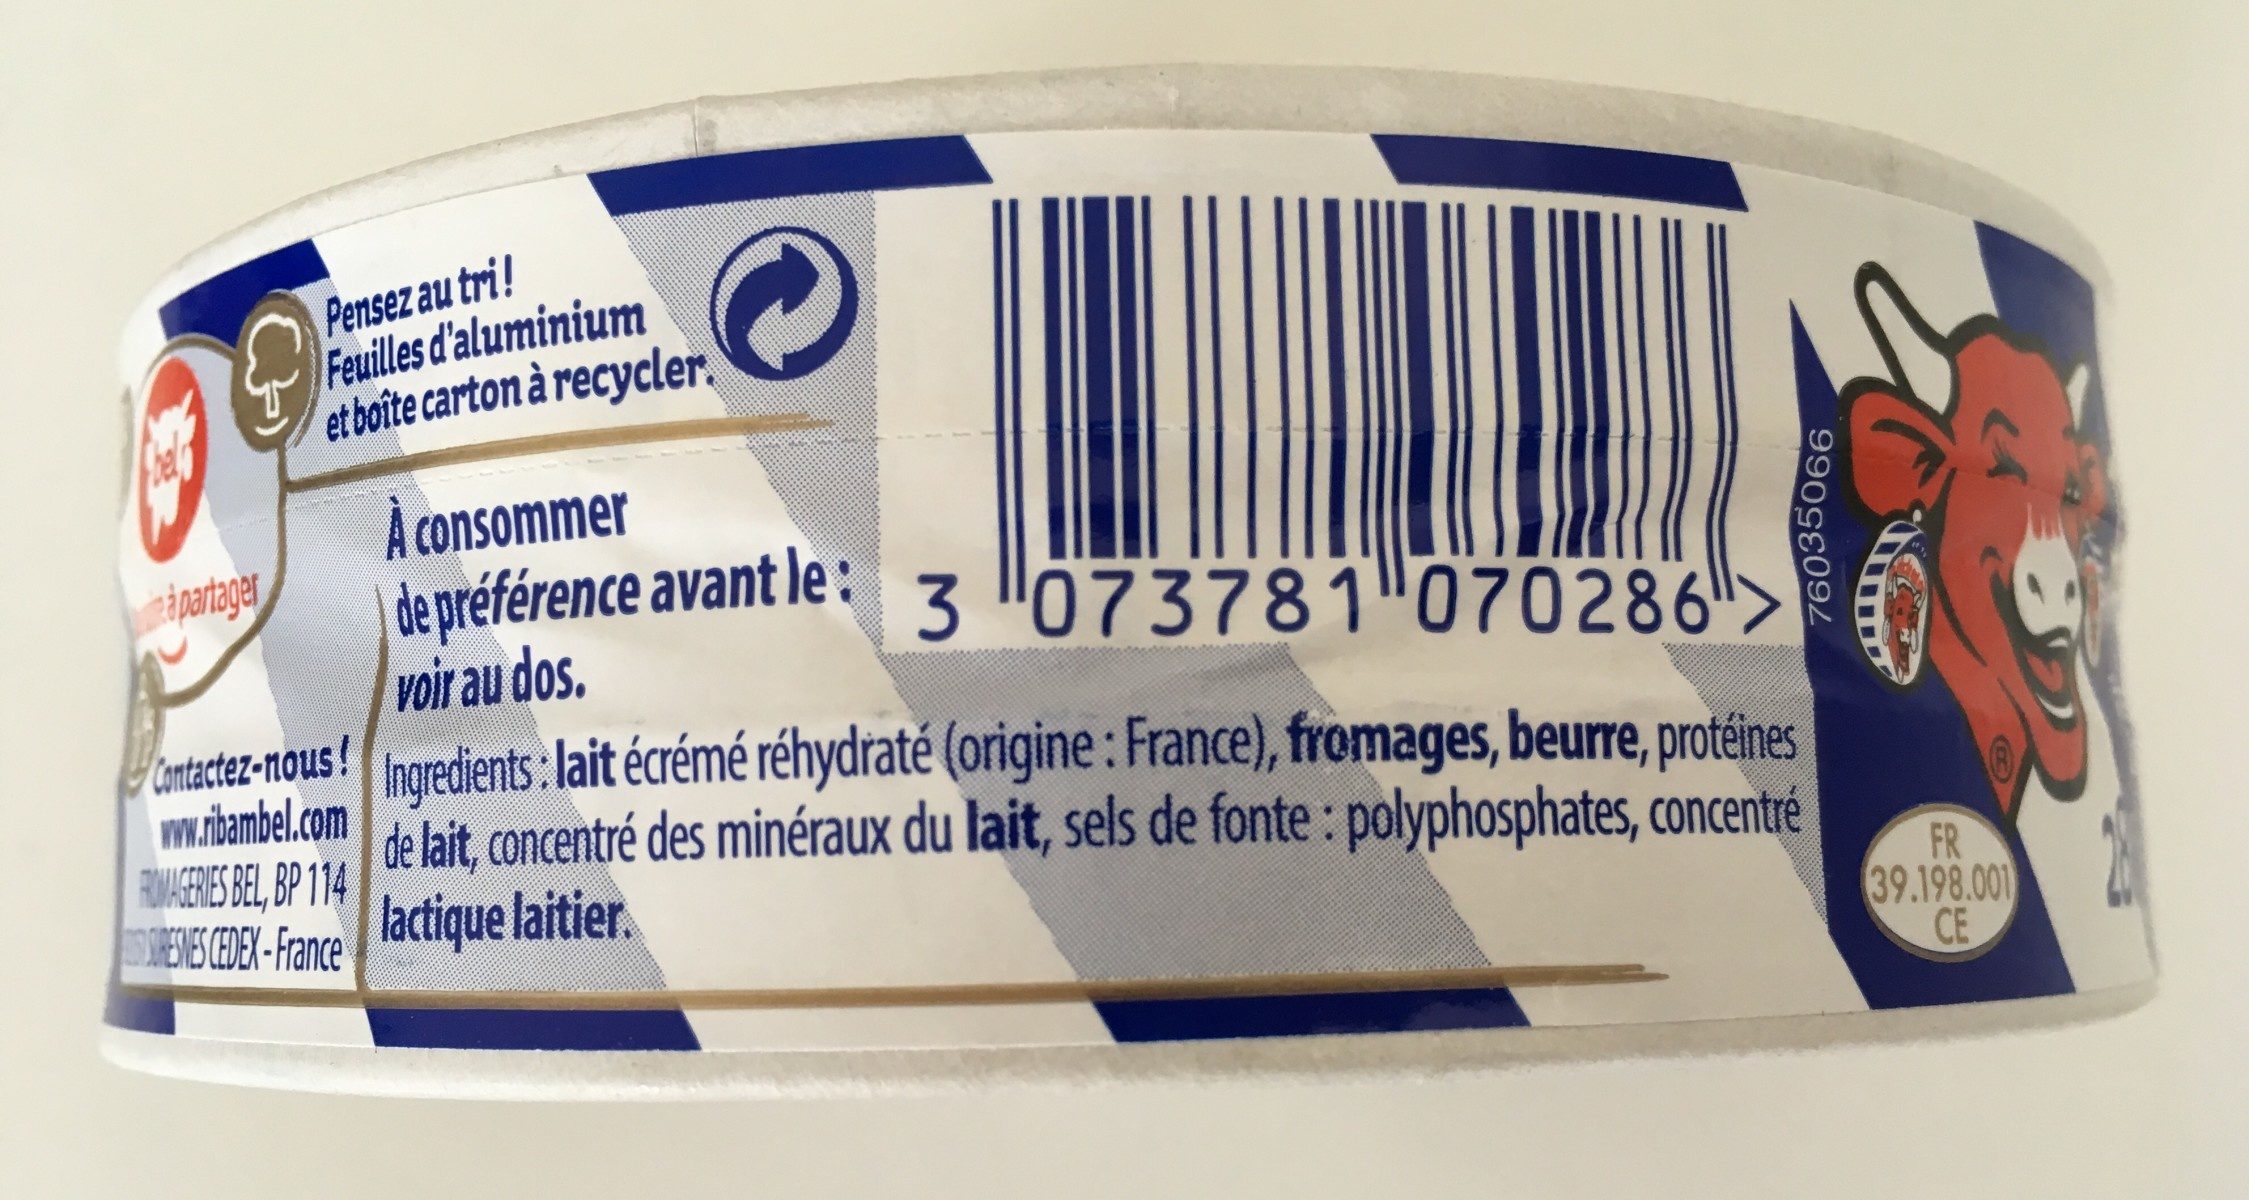 Pensez au tri !
Feuilles d'aluminium
et boîte carton à recycler.
bel
à partager
Contactez-nous !
www.ribambel.com
FROMAGERIES BEL, BP 114
SURESNES CEDEX - France
À consommer
de préférence avant le :
voir au dos.
Ingrédients : lait écrémé réhydraté (origine : France), fromages, beurre, protéines
de lait, concentré des minéraux du lait, sels de fonte : polyphosphates, concentré
lactique laitier.
3 073781 070286 >
76035066
®
FR
39.198.001
CE